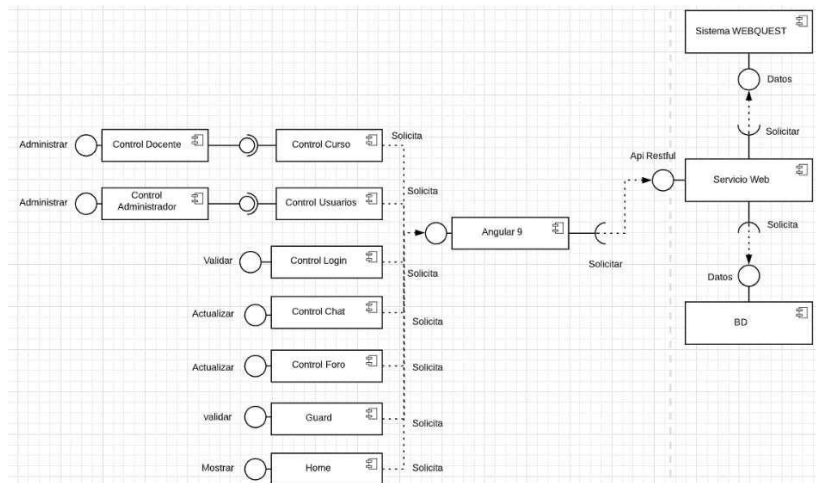 Sistema WEBQUEST
Datos
Solicitar
Administrar
Control Docente
Control Curso
Solicita
Api Restful
Servicio Web
Administrar
Control
Administrador
Control Usuarios
Solicita
Angular 9
Solicitar
Solicita
Validar
Control Login
Solicita
Datos
Actualizar
Control Chat
Solicita
BD
Actualizar
Control Foro
Solicita
validar
Guard
Solicita
Mostrar
Home
Solicita